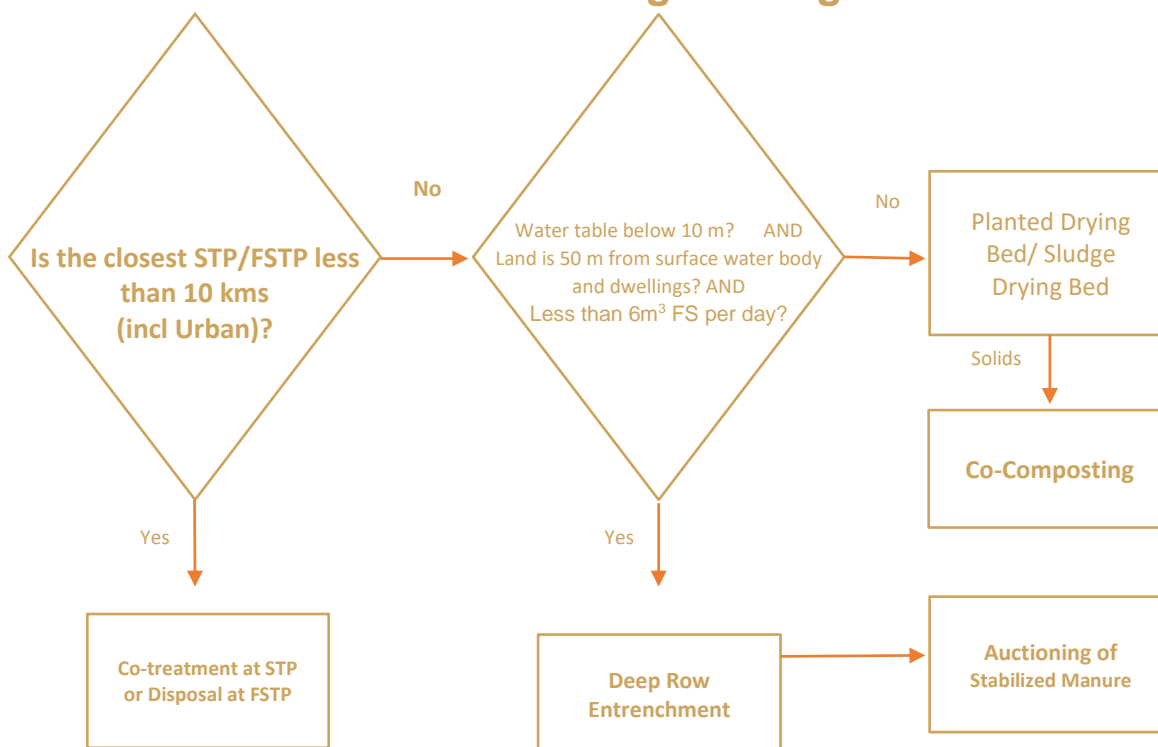 No
No
Is the closest STP/FSTP less
than 10 kms
(incl Urban)?
Water table below 10 m? AND
Land is 50 m from surface water body
and dwellings? AND
Less than 6m³ FS per day?
Planted Drying
Bed/ Sludge
Drying Bed
Solids
Co-Composting
Yes
Yes
Co-treatment at STP
or Disposal at FSTP
Deep Row
Entrenchment
Auctioning of
Stabilized Manure